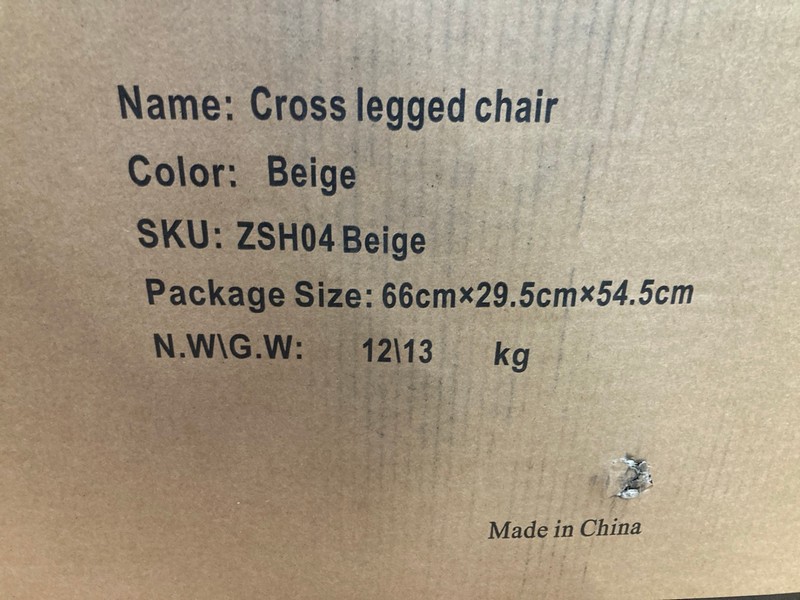 Name: Cross legged chair
Color: Beige
SKU: ZSH04 Beige
Package Size: 66cm×29.5cm×54.5cm
N.W\G.W: 12\13 kg
Made in China